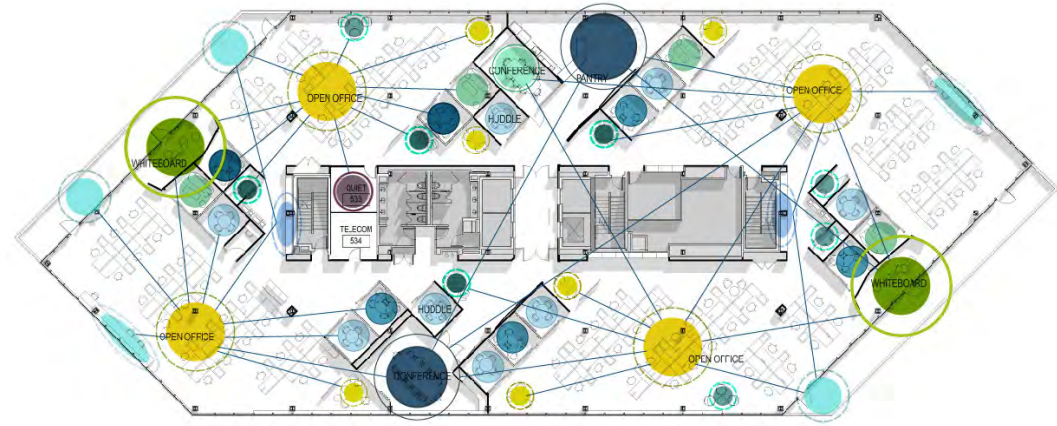 CONFERENCE
PANTRY
OPEN OFFICE
OPEN OFFICE
HUDDLE
WHITEBOARD
QUIET
533
TELECOM
534
WHITEBOARD
HUDDLE
OPEN OFFICE
OPEN OFFICE
CONFERENCE